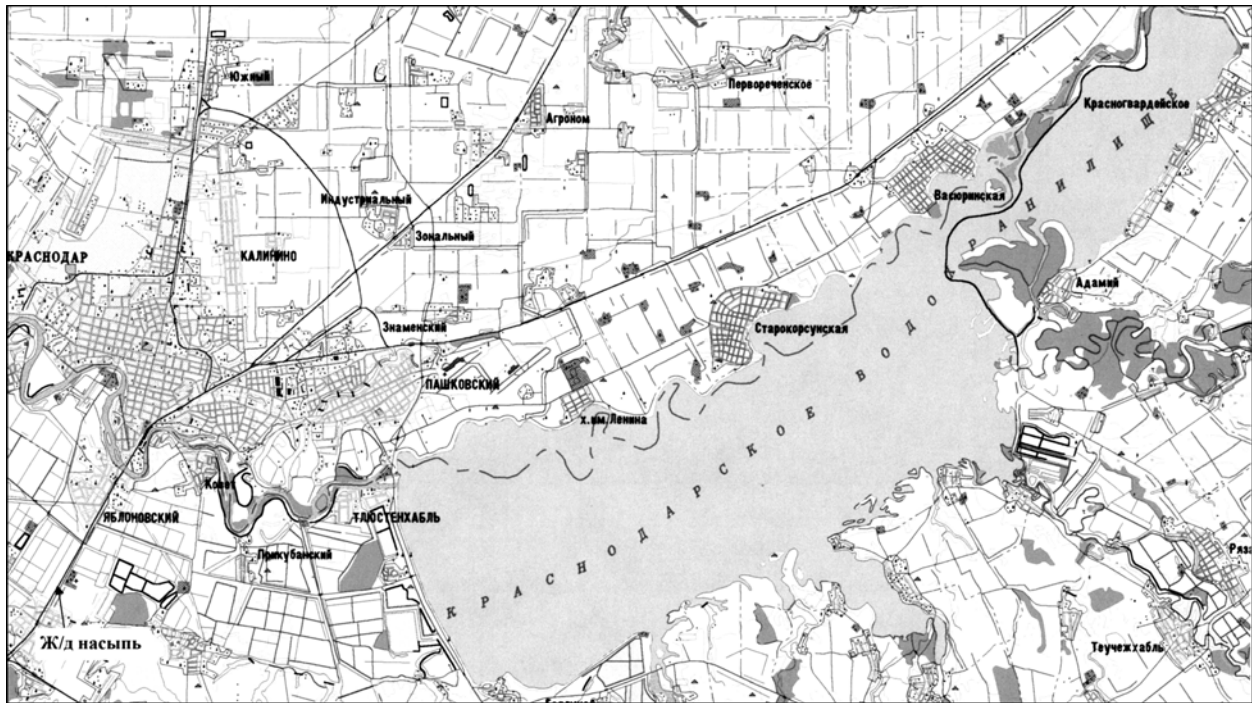 Южный
Первореченское
Красногвардейское
Агроном
Индустриальный
Васюринская
Зональный
КРАСНОДАР
КАЛИНИНО
Адамий
Знаменский
Старокорсунская
ПАШКОВСКИЙ
х.им.Ленина
КРАСНОДАРСКОЕ ВОДОХРАНИЛИЩЕ
ЯБЛОНОВСКИЙ
ТЛЮСТЕНХАБЛЬ
Прикубанский
Ряза
Ж/д насыпь
Теучежхабль